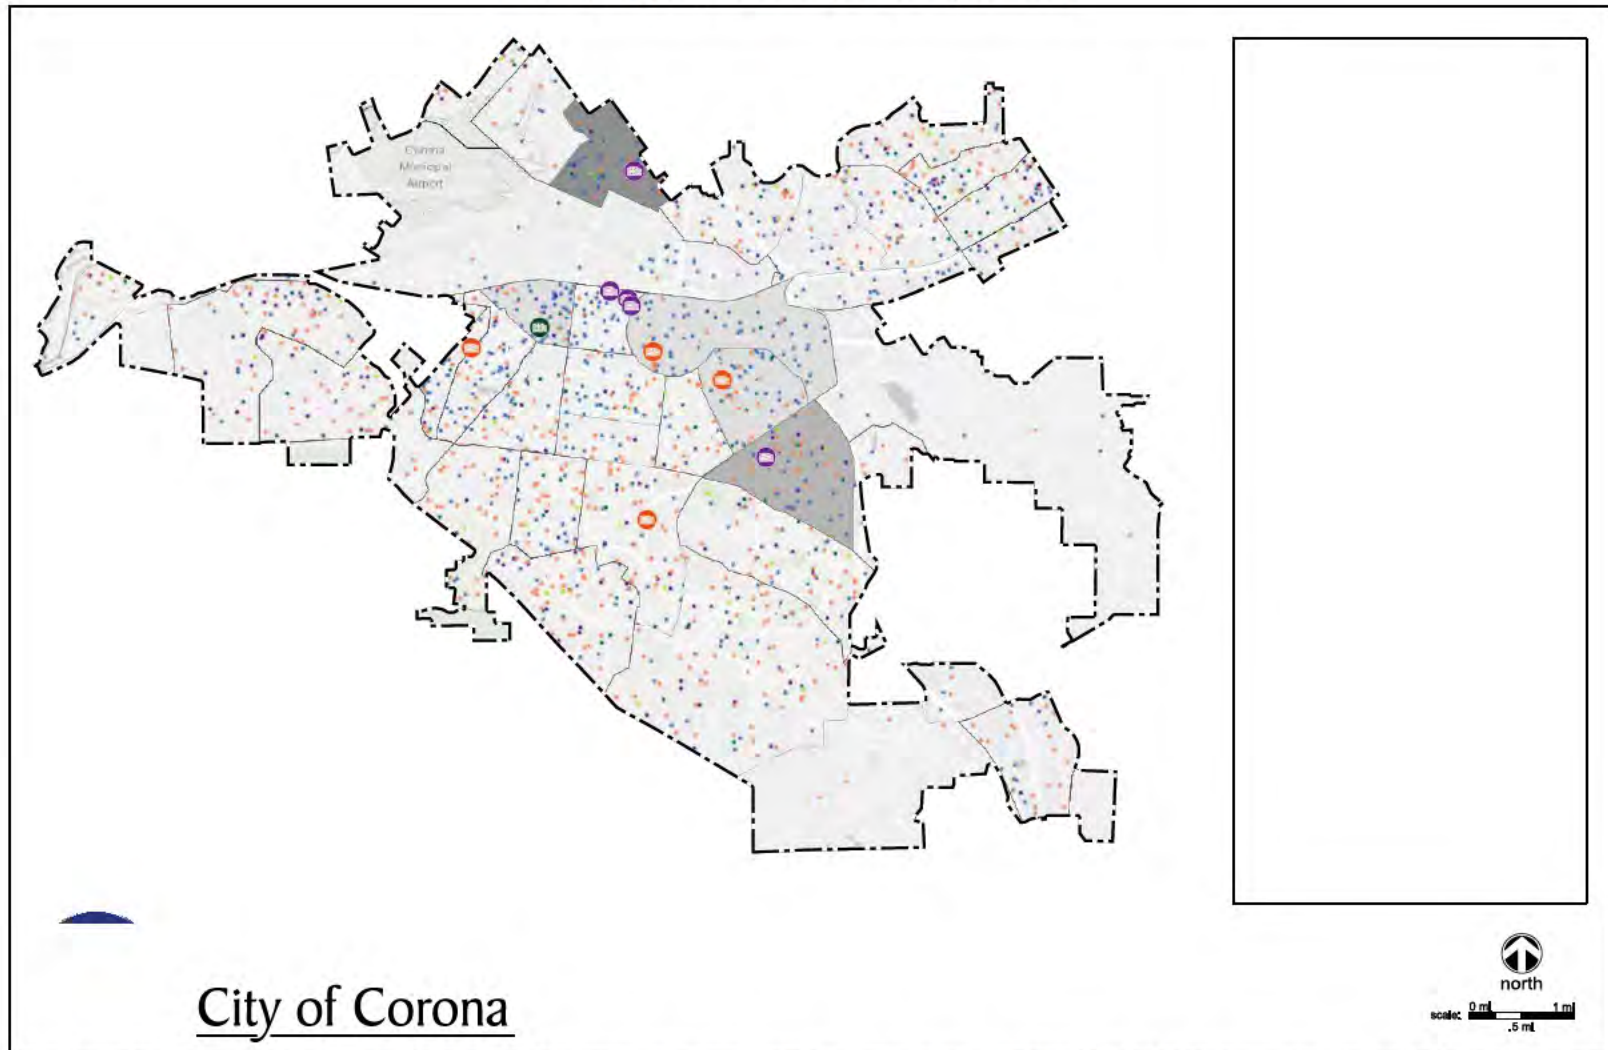 Corona
Municipal
Airport
City of Corona
north
scale: 0 mi 1 mi
.5 mi